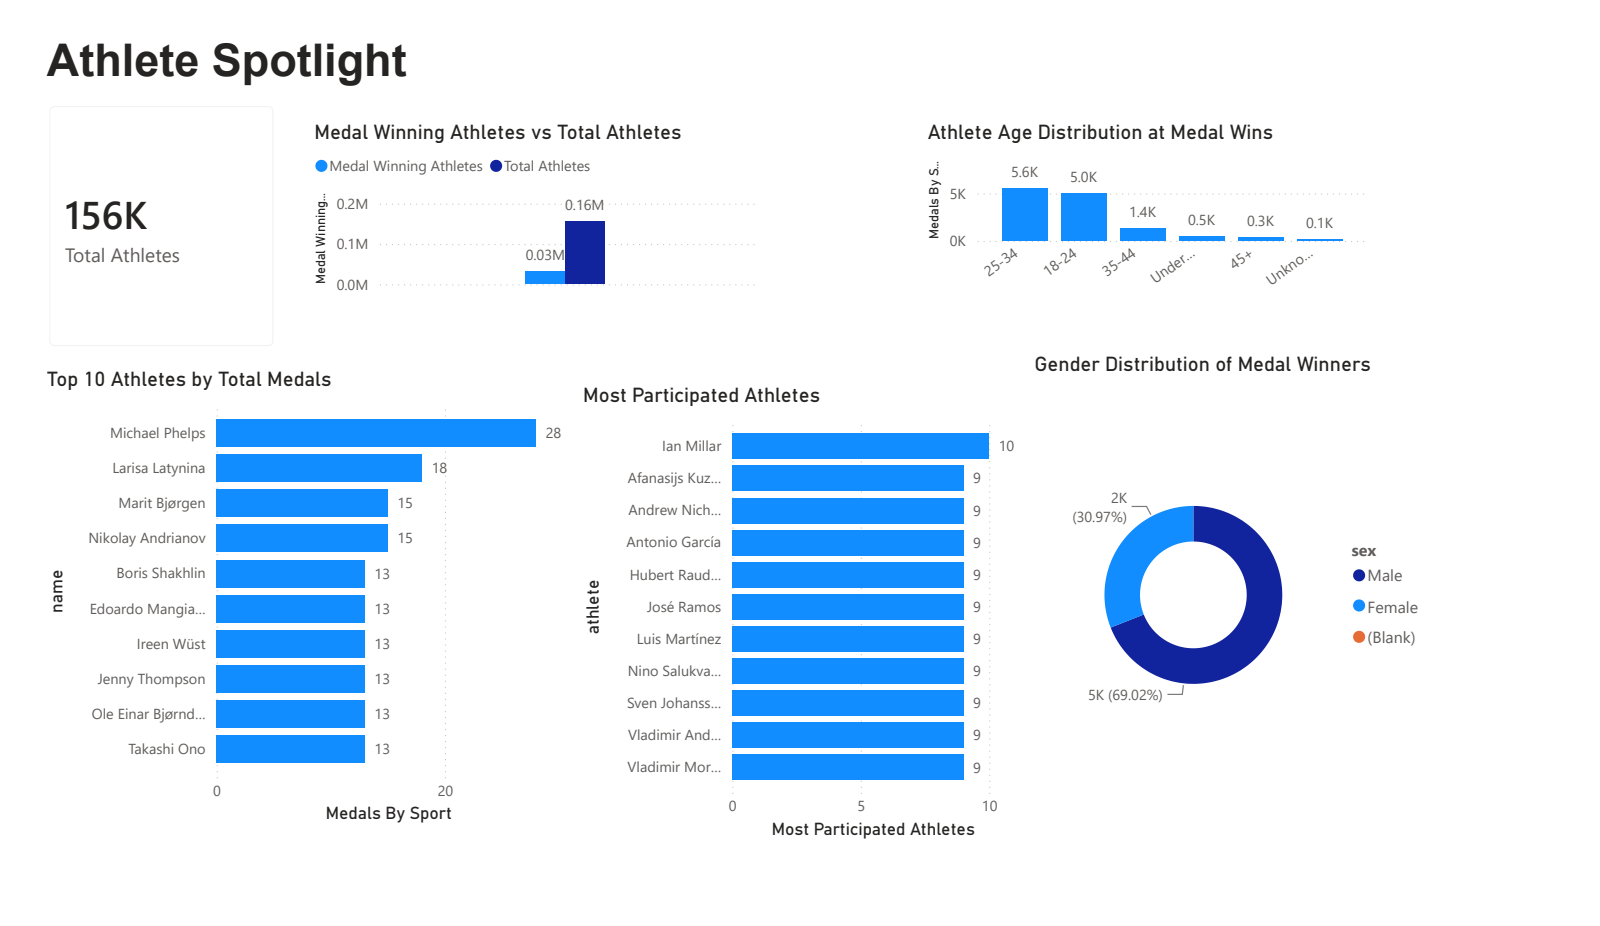 Athlete Spotlight
156K
Total Athletes
Medal Winning Athletes vs Total Athletes
Medal Winning Athletes Total Athletes
Medal Winning...
0.2M
0.1M
0.0M
0.03M
0.16M
Athlete Age Distribution at Medal Wins
Medals By S...
5K
0K
5.6K
5.0K
1.4K
0.5K
0.3K
0.1K
25-34
18-24
35-44
Under...
45+
Unkno...
Top 10 Athletes by Total Medals
name
Michael Phelps 28
Larisa Latynina 18
Marit Bjørgen 15
Nikolay Andrianov 15
Boris Shakhlin 13
Edoardo Mangia... 13
Ireen Wüst 13
Jenny Thompson 13
Ole Einar Bjørnd... 13
Takashi Ono 13
0 20
Medals By Sport
Most Participated Athletes
athlete
Ian Millar 10
Afanasijs Kuz... 9
Andrew Nich... 9
Antonio García 9
Hubert Raud... 9
José Ramos 9
Luis Martínez 9
Nino Salukva... 9
Sven Johanss... 9
Vladimir And... 9
Vladimir Mor... 9
0 5 10
Most Participated Athletes
Gender Distribution of Medal Winners
2K
(30.97%)
5K (69.02%)
sex
Male
Female
(Blank)